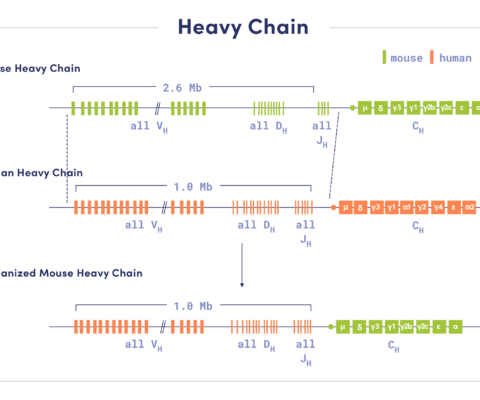 Heavy Chain
mouse human
se Heavy Chain
2.6 Mb
all V_H
all D_H
all J_H
μ δ γ3 γ1 γ2b γ2c ε α
C_H
an Heavy Chain
1.0 Mb
all V_H
all D_H
all J_H
μ δ γ3 γ1 α1 γ2 γ4 ε α2
C_H
anized Mouse Heavy Chain
1.0 Mb
all V_H
all D_H
all J_H
μ δ γ3 γ1 γ2b γ2c ε α
C_H